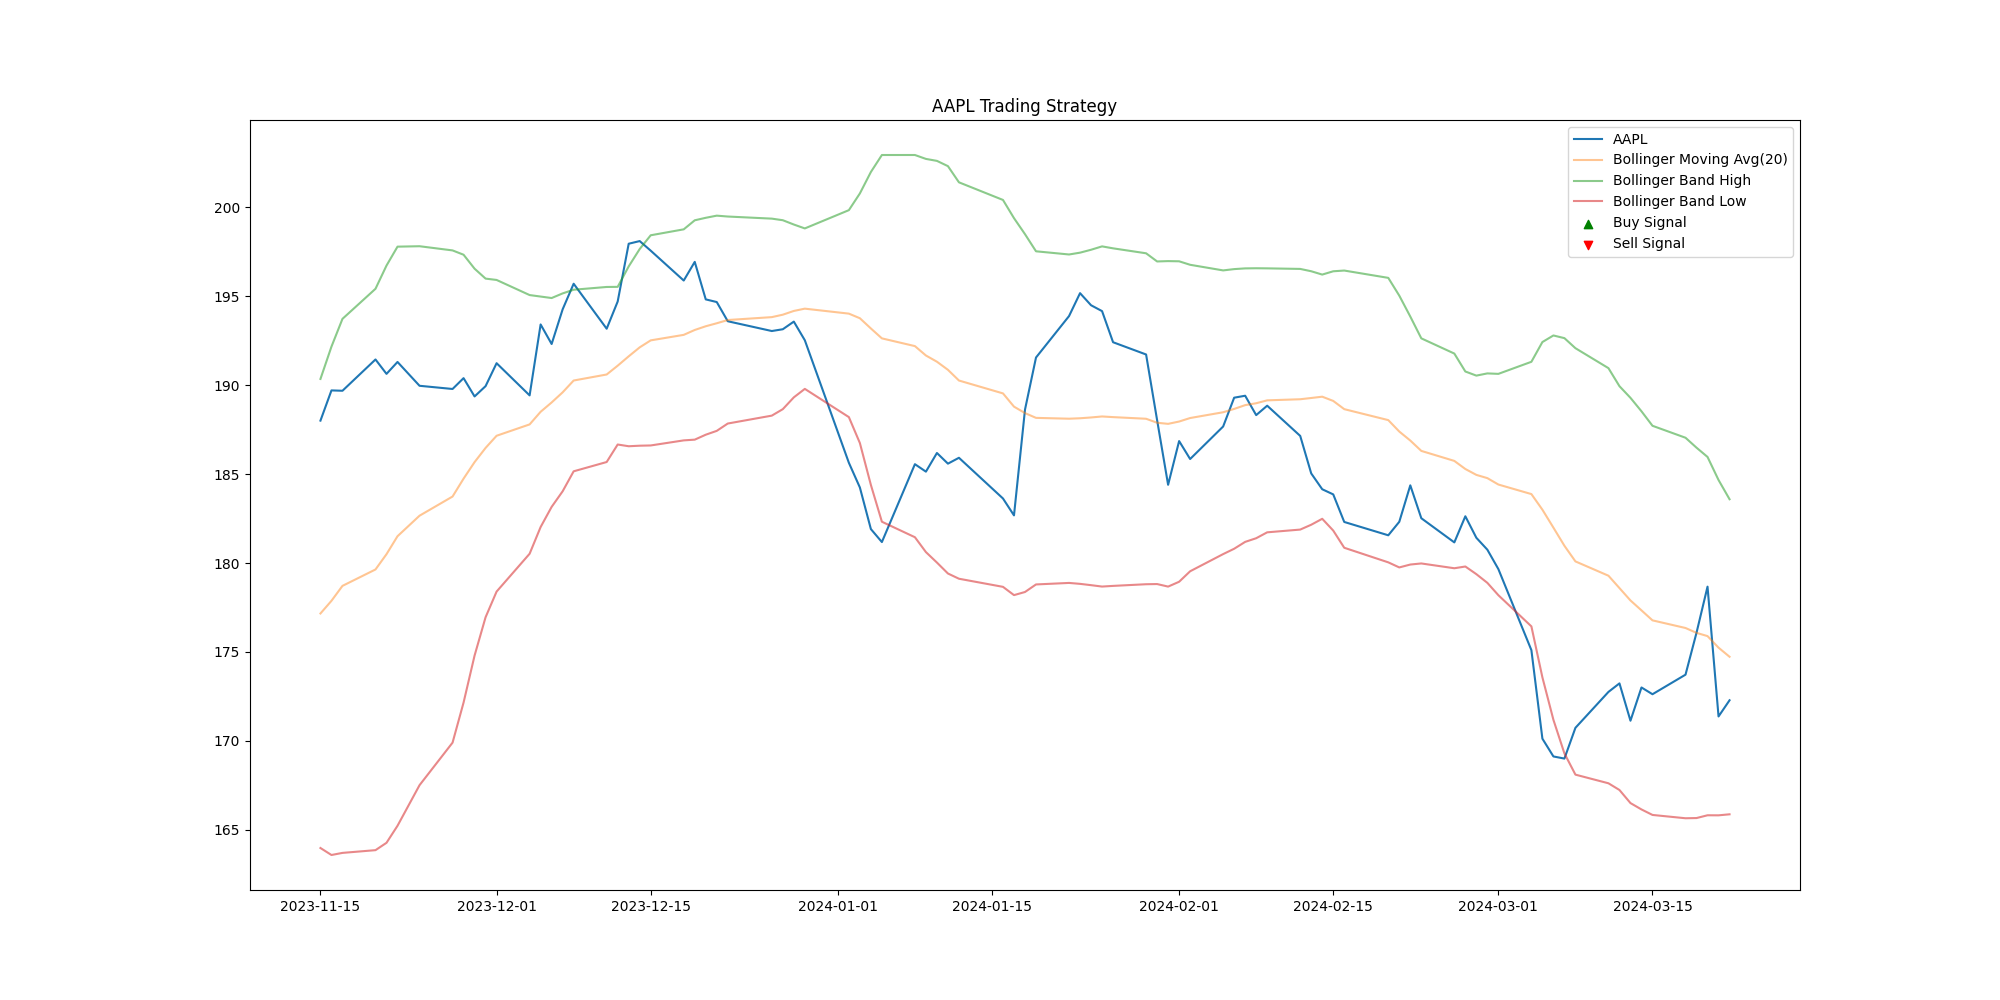 AAPL Trading Strategy
AAPL
Bollinger Moving Avg(20)
Bollinger Band High
Bollinger Band Low
Buy Signal
Sell Signal
200
195
190
185
180
175
170
165
2023-11-15
2023-12-01
2023-12-15
2024-01-01
2024-01-15
2024-02-01
2024-02-15
2024-03-01
2024-03-15